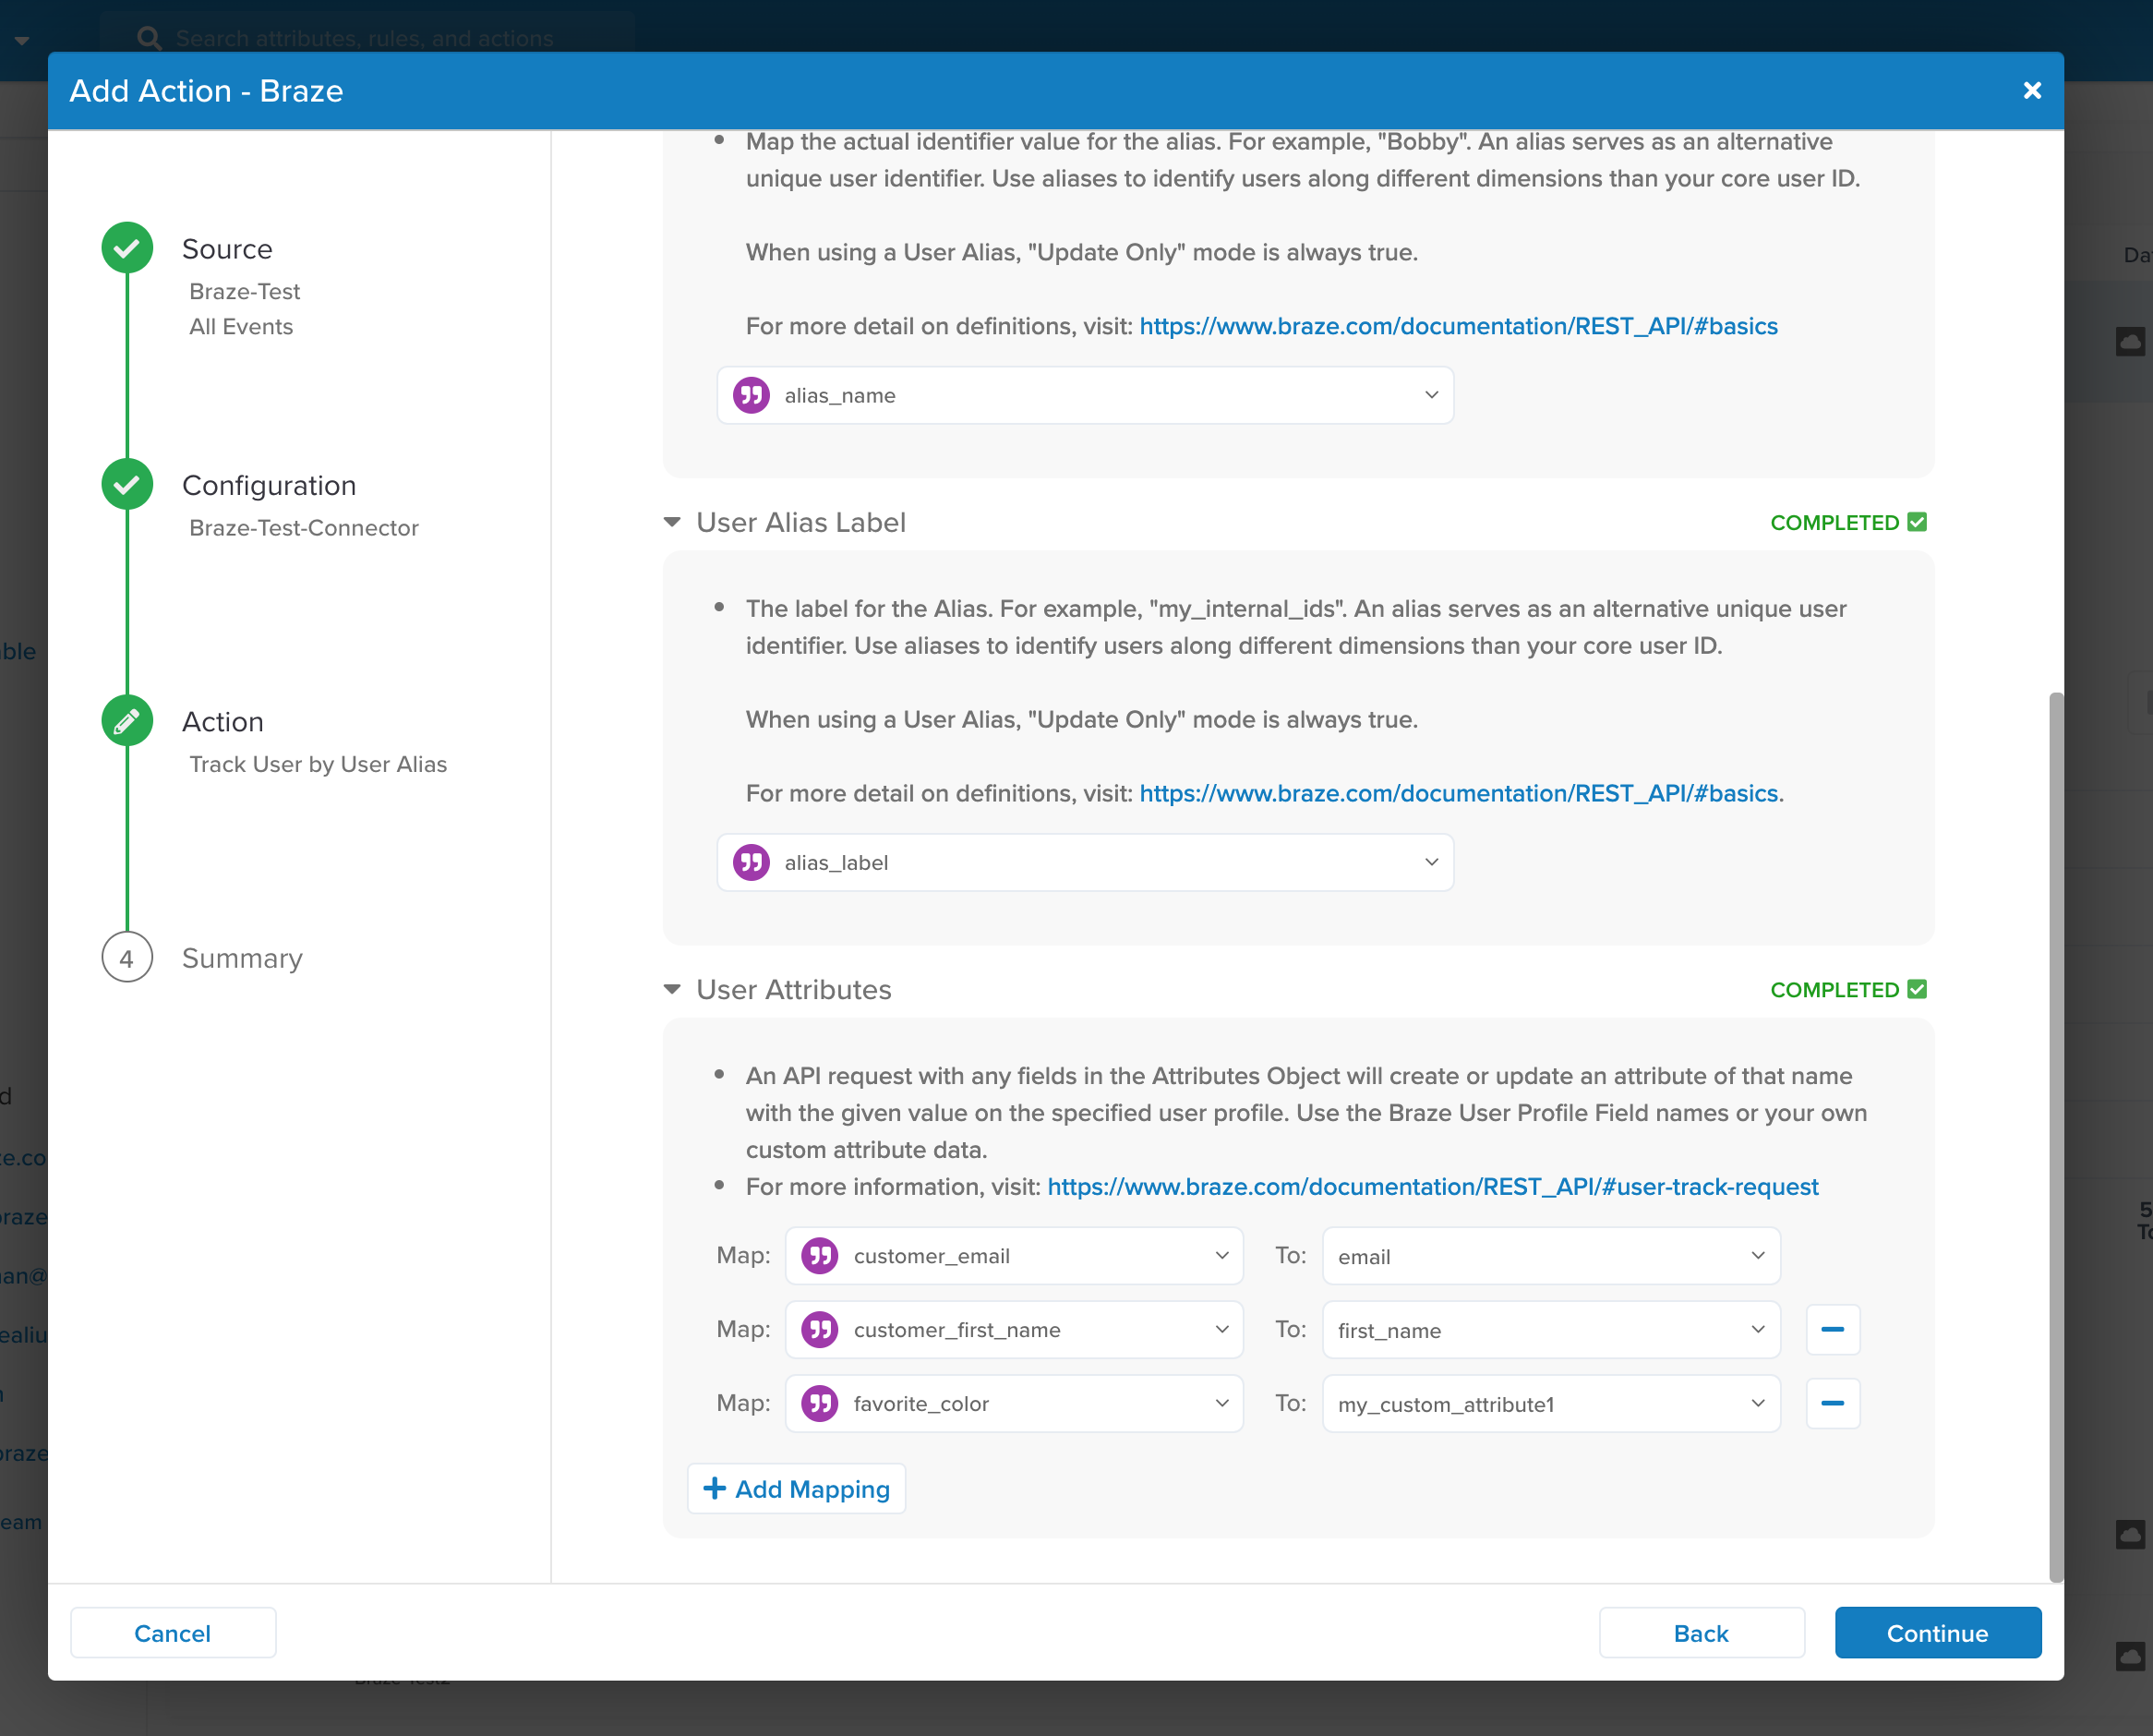 Search attributes, rules, and actions
Add Action - Braze
Map the actual identifier value for the alias. For example, "Bobby". An alias serves as an alternative
unique user identifier. Use aliases to identify users along different dimensions than your core user ID.
When using a User Alias, "Update Only" mode is always true.
For more detail on definitions, visit: https://www.braze.com/documentation/REST_API/#basics
alias_name
Source
Braze-Test
All Events
Configuration
Braze-Test-Connector
Action
Track User by User Alias
4
Summary
User Alias Label
COMPLETED
The label for the Alias. For example, "my_internal_ids". An alias serves as an alternative unique user
identifier. Use aliases to identify users along different dimensions than your core user ID.
When using a User Alias, "Update Only" mode is always true.
For more detail on definitions, visit: https://www.braze.com/documentation/REST_API/#basics.
alias_label
User Attributes
COMPLETED
An API request with any fields in the Attributes Object will create or update an attribute of that name
with the given value on the specified user profile. Use the Braze User Profile Field names or your own
custom attribute data.
For more information, visit: https://www.braze.com/documentation/REST_API/#user-track-request
Map: customer_email To: email
Map: customer_first_name To: first_name
Map: favorite_color To: my_custom_attribute1
Add Mapping
Cancel
Back
Continue